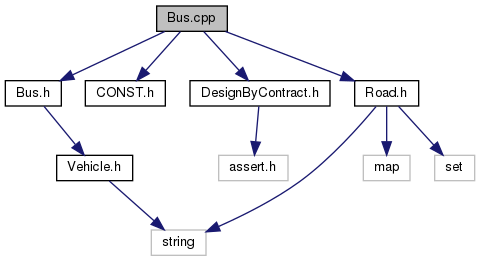 Bus.cpp
Bus.h
CONST.h
DesignByContract.h
Road.h
Vehicle.h
assert.h
map
set
string